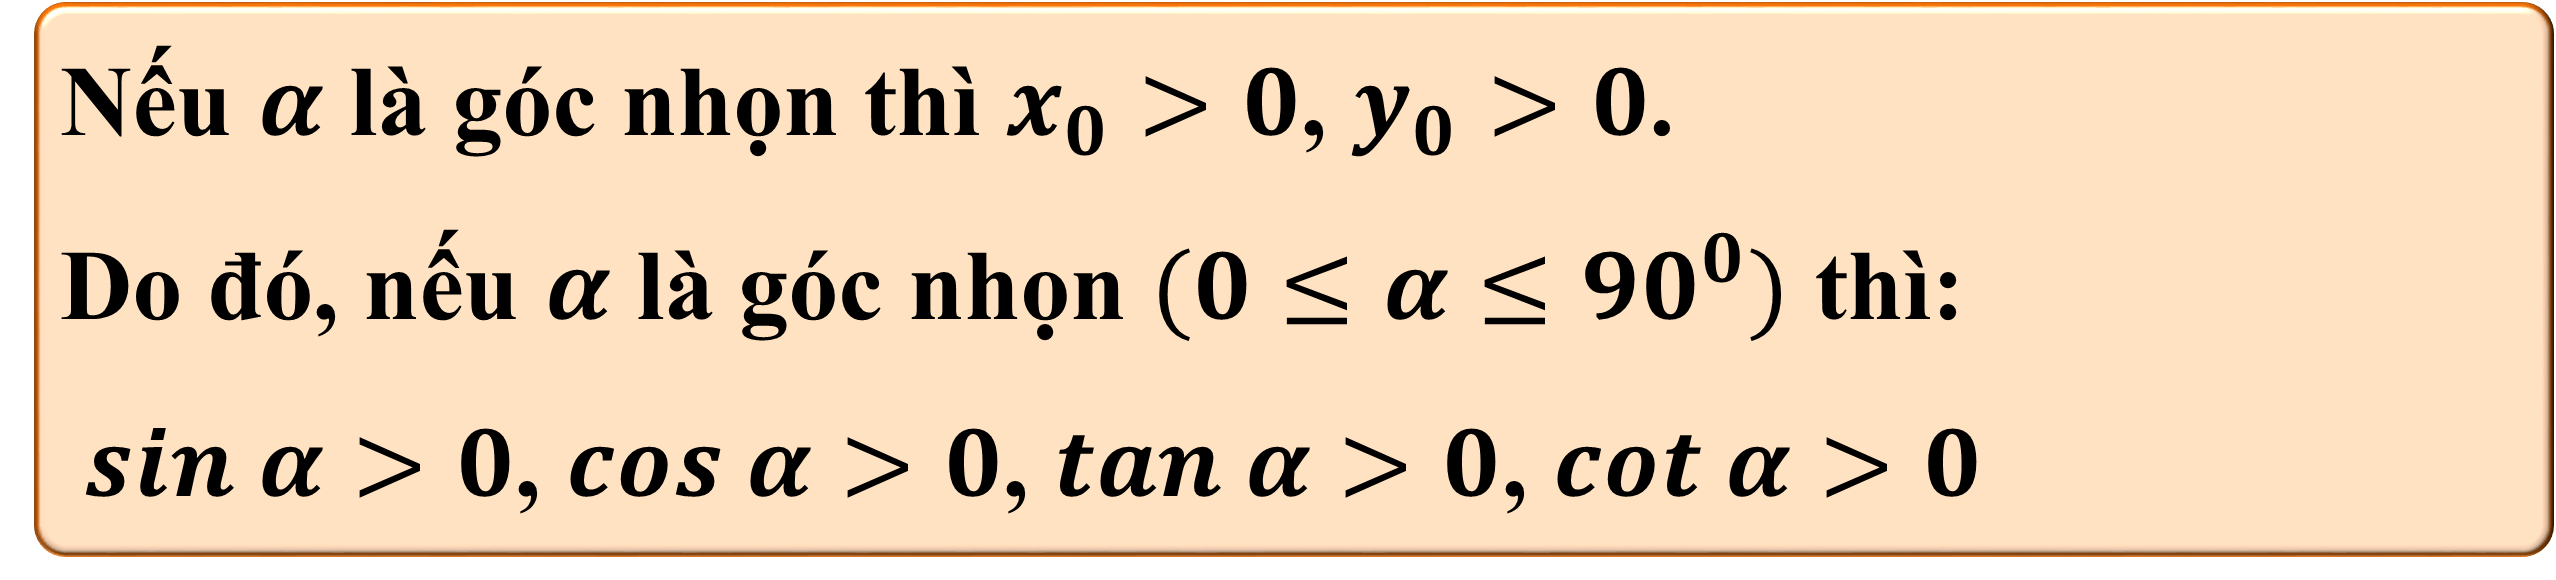 Nếu α là góc nhọn thì x₀ > 0, y₀ > 0.
Do đó, nếu α là góc nhọn (0 ≤ α ≤ 90⁰) thì:
sin α > 0, cos α > 0, tan α > 0, cot α > 0